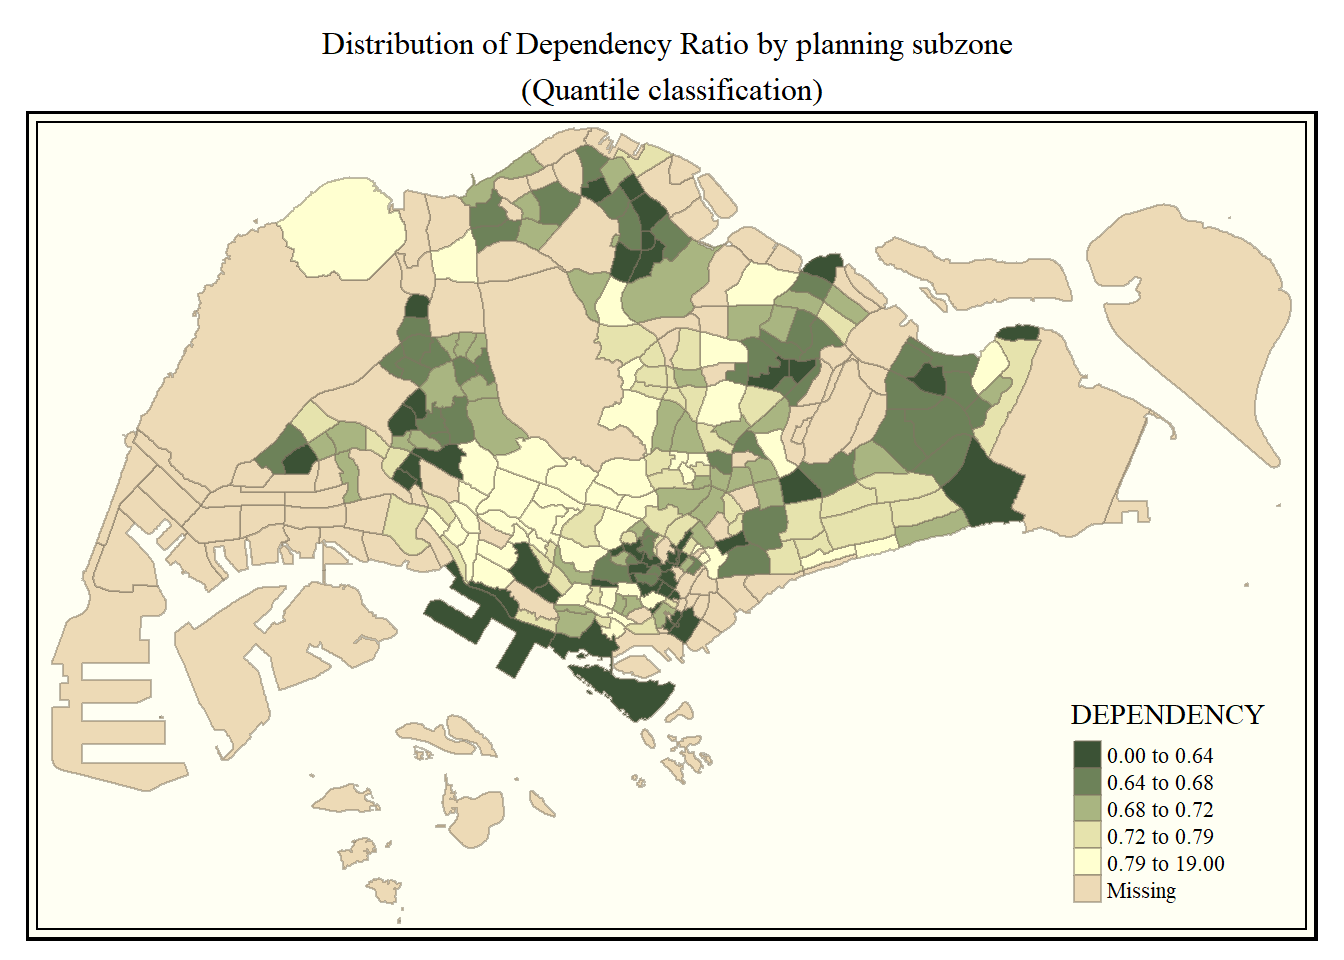 Distribution of Dependency Ratio by planning subzone
(Quantile classification)
DEPENDENCY
0.00 to 0.64
0.64 to 0.68
0.68 to 0.72
0.72 to 0.79
0.79 to 19.00
Missing